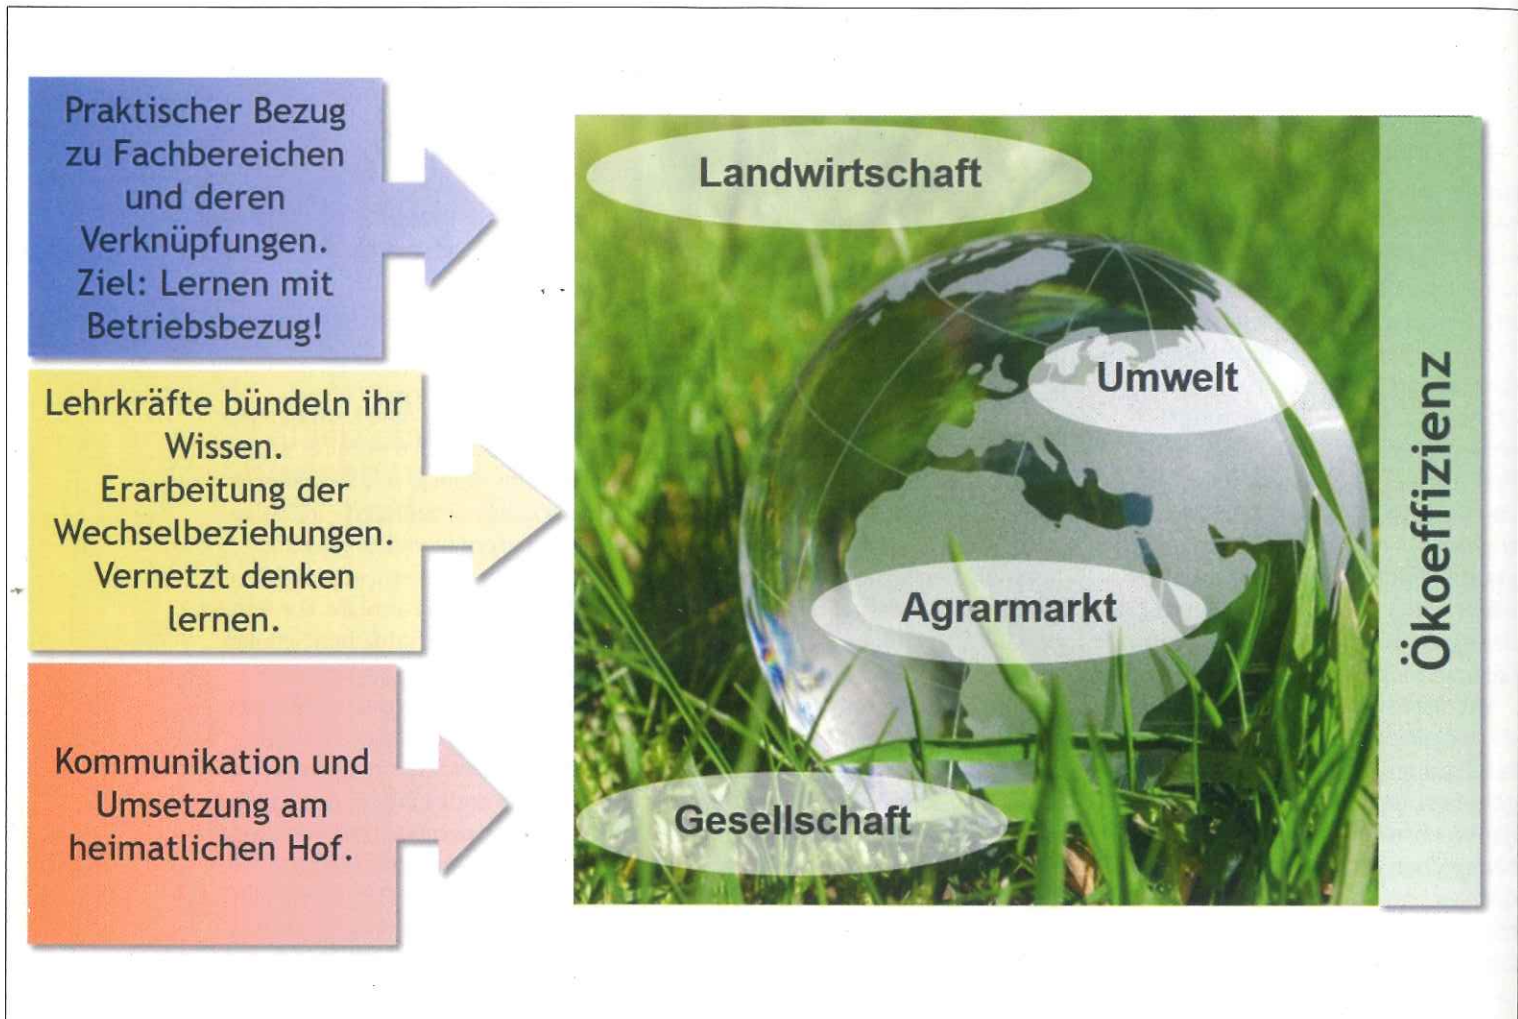 Praktischer Bezug
zu Fachbereichen
und deren
Verknüpfungen.
Ziel: Lernen mit
Betriebsbezug!
Lehrkräfte bündeln ihr
Wissen.
Erarbeitung der
Wechselbeziehungen.
Vernetzt denken
lernen.
Kommunikation und
Umsetzung am
heimatlichen Hof.
Landwirtschaft
Umwelt
Agrarmarkt
Gesellschaft
Ökoeffizienz